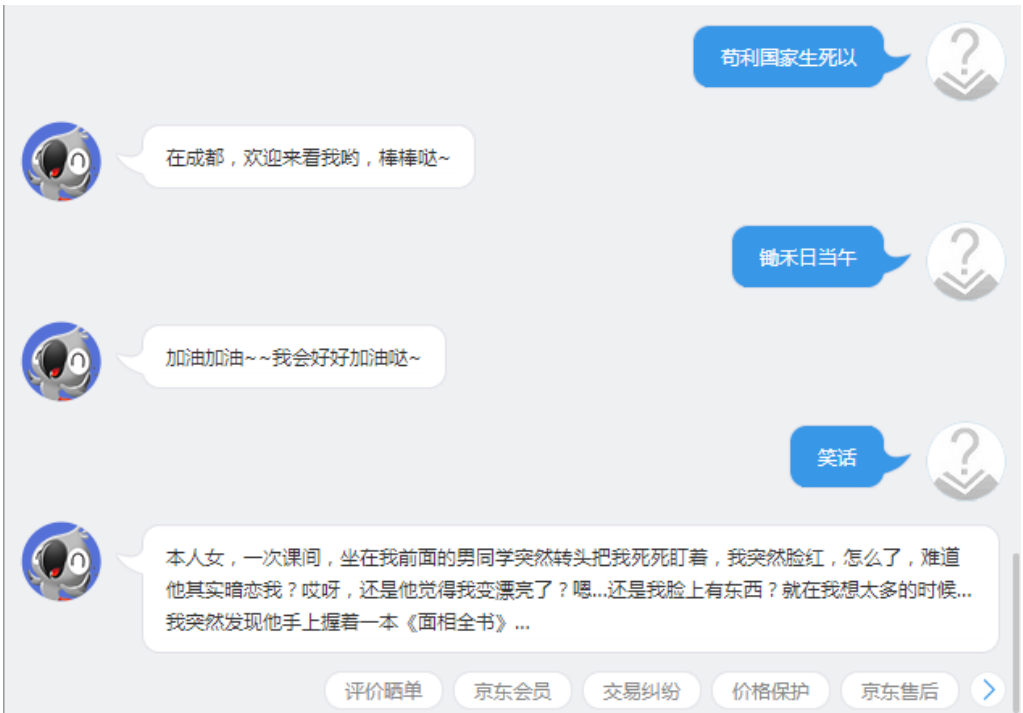 苟利国家生死以
在成都，欢迎来看我哟，棒棒哒~
锄禾日当午
加油加油~~我会好好加油哒~
笑话
本人女，一次课间，坐在我前面的男同学突然转头把我死死盯着，我突然脸红，怎么了，难道
他其实暗恋我？哎呀，还是他觉得我变漂亮了？嗯...还是我脸上有东西？就在我想太多的时候...
我突然发现他手上握着一本《面相全书》...
评价晒单 京东会员 交易纠纷 价格保护 京东售后